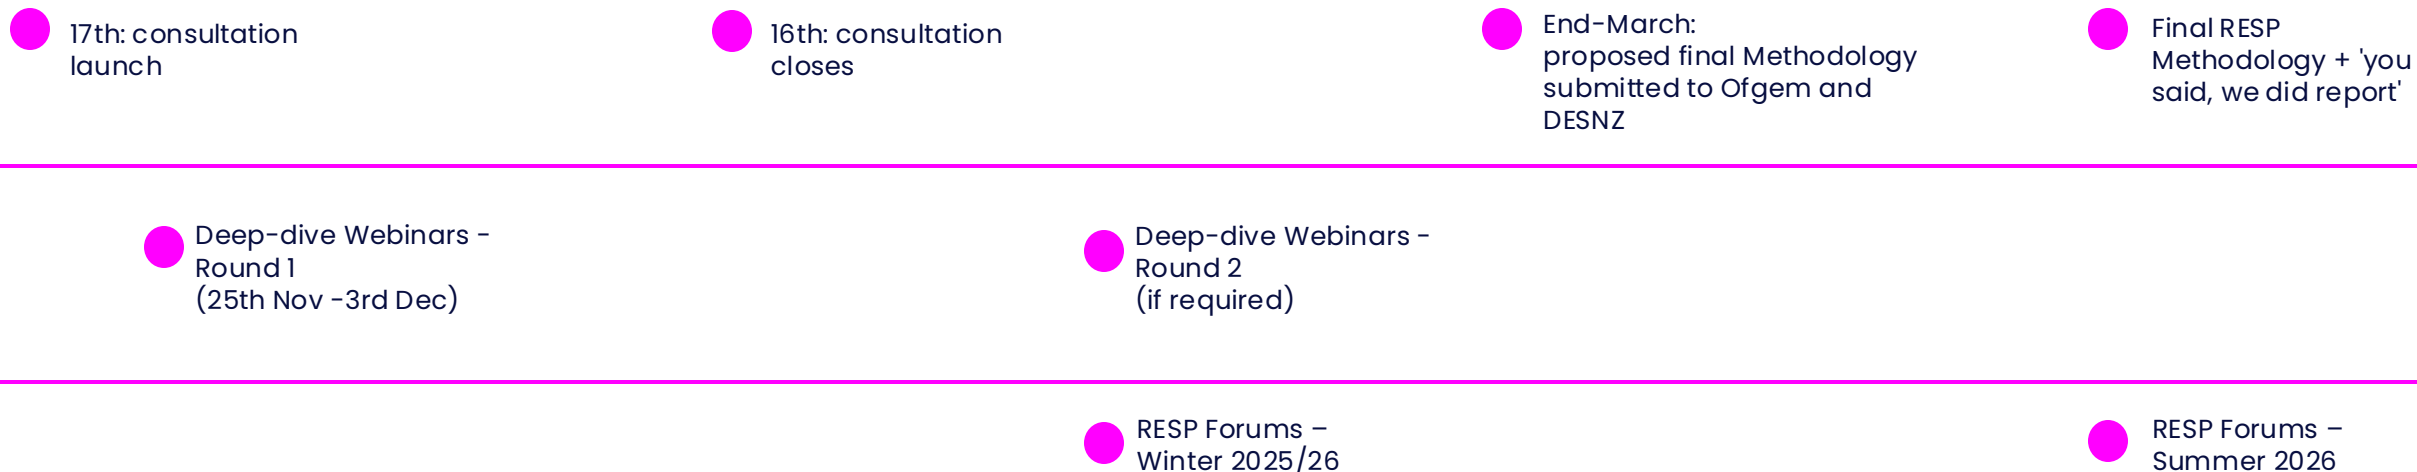 17th: consultation
launch
16th: consultation
closes
End-March:
proposed final Methodology
submitted to Ofgem and
DESNZ
Final RESP
Methodology + 'you
said, we did report'
Deep-dive Webinars -
Round 1
(25th Nov -3rd Dec)
Deep-dive Webinars -
Round 2
(if required)
RESP Forums –
Winter 2025/26
RESP Forums –
Summer 2026